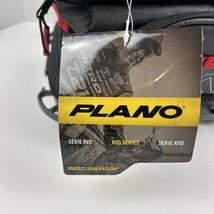 PLANO
SERIE KVD KVD SERIES SERIE KVD
PROTECT YOUR PASSION